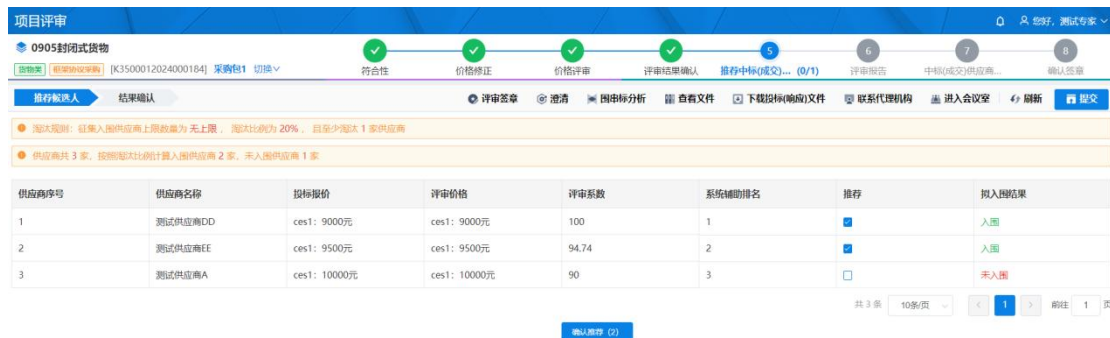 项目评审
您好，测试专家
0905封闭式货物
货物类 框架协议采购 [K3500012024000184] 采购包1 切换
符合性
价格修正
价格评审
评审结果确认
5 推荐中标(成交)... (0/1)
6 评审报告
7 中标(成交)供应商...
8 确认签章
推荐候选人 结果确认
评审签章 澄清 围串标分析 查看文件 下载投标(响应)文件 联系代理机构 进入会议室 刷新 提交
淘汰规则：征集入围供应商上限数量为 无上限 ，淘汰比例为 20% ，且至少淘汰 1 家供应商
供应商共 3 家，按照淘汰比例计算入围供应商 2 家，未入围供应商 1 家
供应商序号 供应商名称 投标报价 评审价格 评审系数 系统辅助排名 推荐 拟入围结果
1 测试供应商DD ces1：9000元 ces1：9000元 100 1 入围
2 测试供应商EE ces1：9500元 ces1：9500元 94.74 2 入围
3 测试供应商A ces1：10000元 ces1：10000元 90 3 未入围
共 3 条 10条/页 < 1 > 前往 1 页
确认推荐（2）